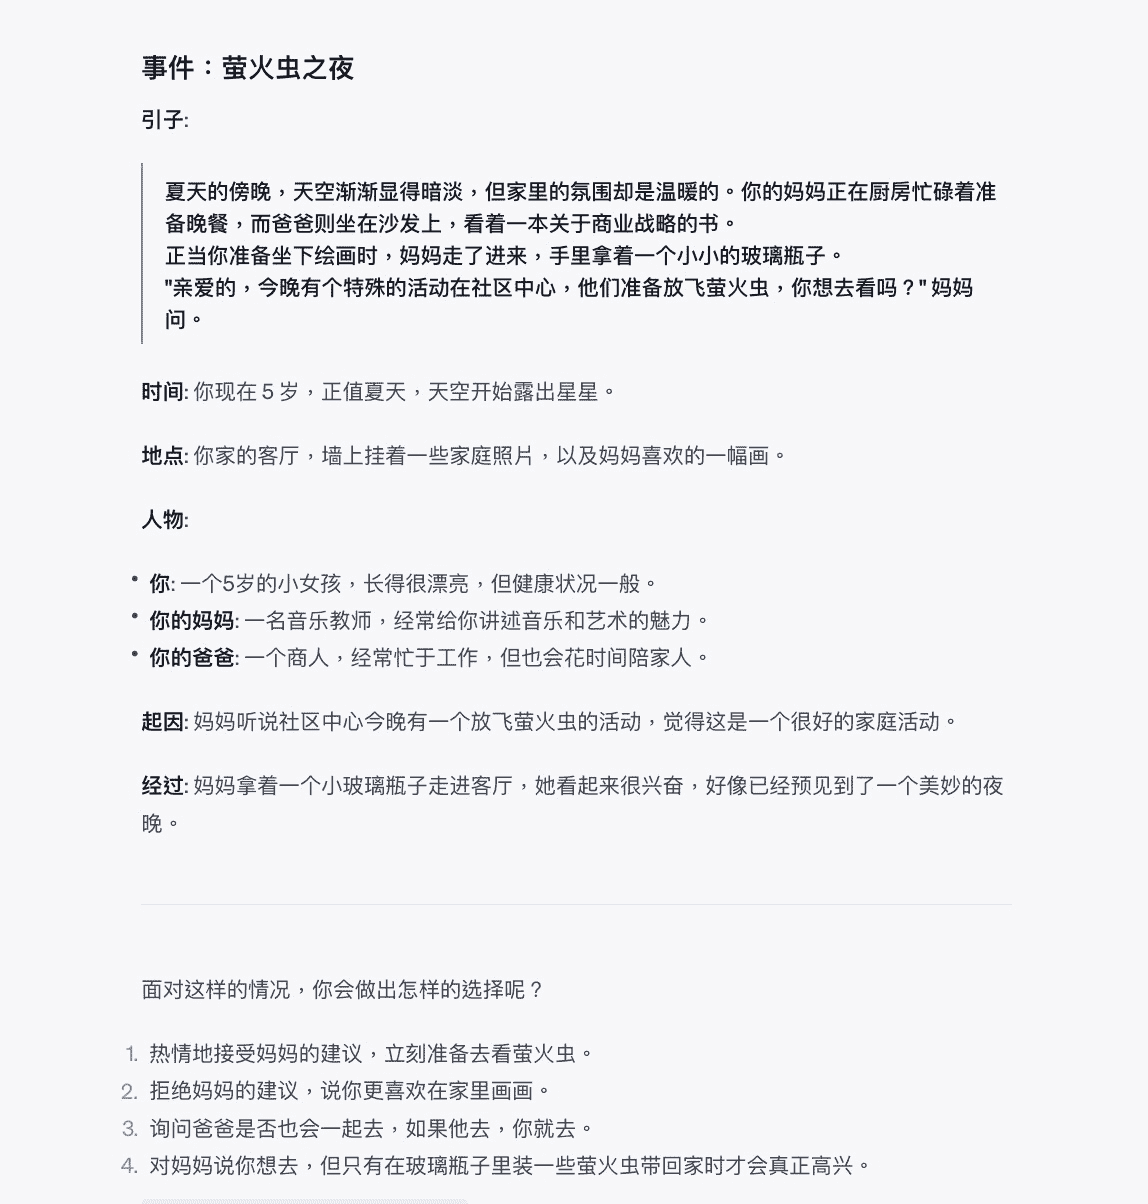 事件：萤火虫之夜
引子:
夏天的傍晚，天空渐渐显得暗淡，但家里的氛围却是温暖的。你的妈妈正在厨房忙碌着准
备晚餐，而爸爸则坐在沙发上，看着一本关于商业战略的书。
正当你准备坐下绘画时，妈妈走了进来，手里拿着一个小小的玻璃瓶子。
"亲爱的，今晚有个特殊的活动在社区中心，他们准备放飞萤火虫，你想去看吗？" 妈妈
问。
时间: 你现在 5 岁，正值夏天，天空开始露出星星。
地点: 你家的客厅，墙上挂着一些家庭照片，以及妈妈喜欢的一幅画。
人物:
• 你: 一个5岁的小女孩，长得很漂亮，但健康状况一般。
• 你的妈妈: 一名音乐教师，经常给你讲述音乐和艺术的魅力。
• 你的爸爸: 一个商人，经常忙于工作，但也会花时间陪家人。
起因: 妈妈听说社区中心今晚有一个放飞萤火虫的活动，觉得这是一个很好的家庭活动。
经过: 妈妈拿着一个小玻璃瓶子走进客厅，她看起来很兴奋，好像已经预见到了一个美妙的夜
晚。
面对这样的情况，你会做出怎样的选择呢？
1. 热情地接受妈妈的建议，立刻准备去看萤火虫。
2. 拒绝妈妈的建议，说你更喜欢在家里画画。
3. 询问爸爸是否也会一起去，如果他去，你就去。
4. 对妈妈说你想去，但只有在玻璃瓶子里装一些萤火虫带回家时才会真正高兴。